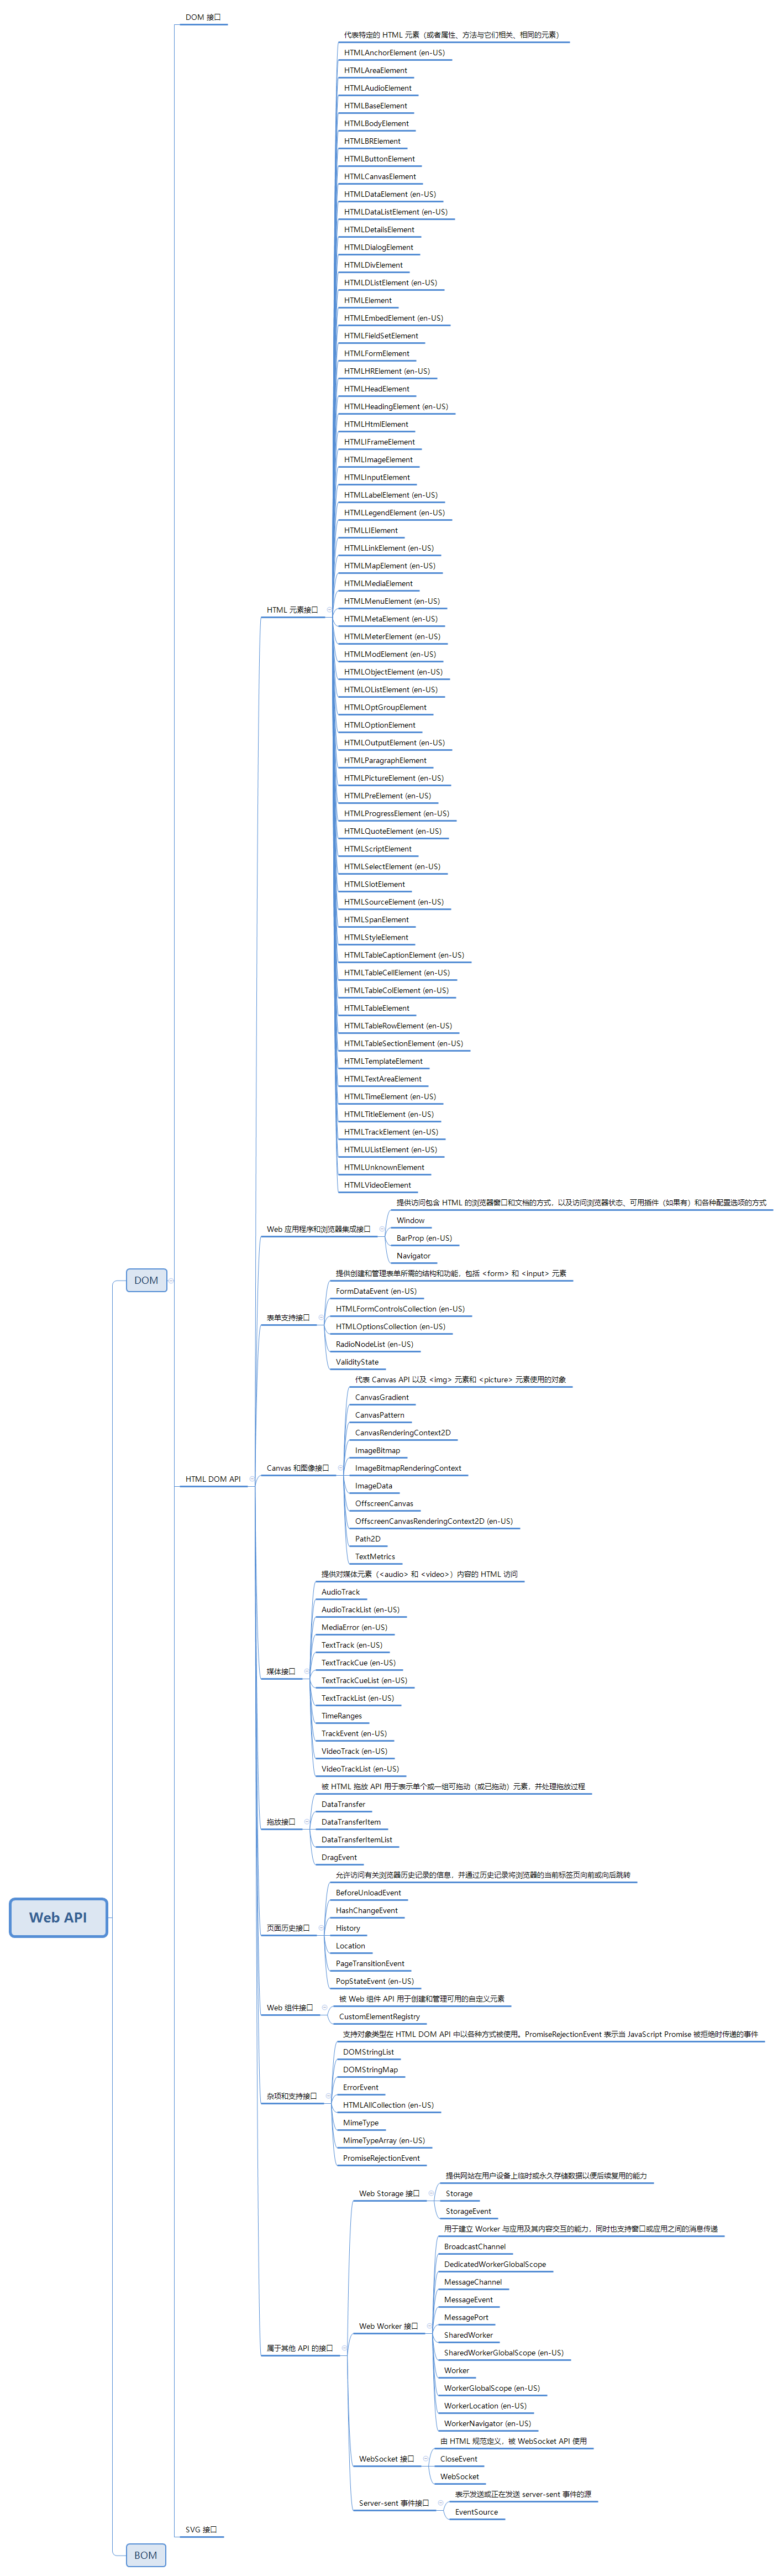 DOM 接口
代表特定的 HTML 元素（或者属性、方法与它们相关、相同的元素）
HTMLAnchorElement (en-US)
HTMLAreaElement
HTMLAudioElement
HTMLBaseElement
HTMLBodyElement
HTMLBRElement
HTMLButtonElement
HTMLCanvasElement
HTMLDataElement (en-US)
HTMLDataListElement (en-US)
HTMLDetailsElement
HTMLDialogElement
HTMLDivElement
HTMLDListElement (en-US)
HTMLElement
HTMLEmbedElement (en-US)
HTMLFieldSetElement
HTMLFormElement
HTMLHRElement (en-US)
HTMLHeadElement
HTMLHeadingElement (en-US)
HTMLHtmlElement
HTMLIFrameElement
HTMLImageElement
HTMLInputElement
HTMLLabelElement (en-US)
HTMLLegendElement (en-US)
HTMLLIElement
HTMLLinkElement (en-US)
HTMLMapElement (en-US)
HTMLMediaElement
HTMLMenuElement (en-US)
HTML 元素接口
HTMLMetaElement (en-US)
HTMLMeterElement (en-US)
HTMLModElement (en-US)
HTMLObjectElement (en-US)
HTMLOListElement (en-US)
HTMLOptGroupElement
HTMLOptionElement
HTMLOutputElement (en-US)
HTMLParagraphElement
HTMLPictureElement (en-US)
HTMLPreElement (en-US)
HTMLProgressElement (en-US)
HTMLQuoteElement (en-US)
HTMLScriptElement
HTMLSelectElement (en-US)
HTMLSlotElement
HTMLSourceElement (en-US)
HTMLSpanElement
HTMLStyleElement
HTMLTableCaptionElement (en-US)
HTMLTableCellElement (en-US)
HTMLTableColElement (en-US)
HTMLTableElement
HTMLTableRowElement (en-US)
HTMLTableSectionElement (en-US)
HTMLTemplateElement
HTMLTextAreaElement
HTMLTimeElement (en-US)
HTMLTitleElement (en-US)
HTMLTrackElement (en-US)
HTMLUListElement (en-US)
HTMLUnknownElement
HTMLVideoElement
提供访问包含 HTML 的浏览器窗口和文档的方式，以及访问浏览器状态、可用插件（如果有）和各种配置选项的方式
Window
Web 应用程序和浏览器集成接口
BarProp (en-US)
Navigator
提供创建和管理表单所需的结构和功能，包括 <form> 和 <input> 元素
DOM
FormDataEvent (en-US)
HTMLFormControlsCollection (en-US)
表单支持接口
HTMLOptionsCollection (en-US)
RadioNodeList (en-US)
ValidityState
代表 Canvas API 以及 <img> 元素和 <picture> 元素使用的对象
CanvasGradient
CanvasPattern
CanvasRenderingContext2D
ImageBitmap
Canvas 和图像接口
ImageBitmapRenderingContext
HTML DOM API
ImageData
OffscreenCanvas
OffscreenCanvasRenderingContext2D (en-US)
Path2D
TextMetrics
提供对媒体元素（<audio> 和 <video>）内容的 HTML 访问
AudioTrack
AudioTrackList (en-US)
MediaError (en-US)
TextTrack (en-US)
TextTrackCue (en-US)
媒体接口
TextTrackCueList (en-US)
TextTrackList (en-US)
TimeRanges
TrackEvent (en-US)
VideoTrack (en-US)
VideoTrackList (en-US)
被 HTML 拖放 API 用于表示单个或一组可拖动（或已拖动）元素，并处理拖放过程
DataTransfer
拖放接口
DataTransferItem
DataTransferItemList
DragEvent
允许访问有关浏览器历史记录的信息，并通过历史记录将浏览器的当前标签页向前或向后跳转
BeforeUnloadEvent
HashChangeEvent
Web API
页面历史接口
History
Location
PageTransitionEvent
PopStateEvent (en-US)
被 Web 组件 API 用于创建和管理可用的自定义元素
Web 组件接口
CustomElementRegistry
支持对象类型在 HTML DOM API 中以各种方式被使用。PromiseRejectionEvent 表示当 JavaScript Promise 被拒绝时传递的事件
DOMStringList
DOMStringMap
ErrorEvent
杂项和支持接口
HTMLAllCollection (en-US)
MimeType
MimeTypeArray (en-US)
PromiseRejectionEvent
提供网站在用户设备上临时或永久存储数据以便后续复用的能力
Web Storage 接口
Storage
StorageEvent
用于建立 Worker 与应用及其内容交互的能力，同时也支持窗口或应用之间的消息传递
BroadcastChannel
DedicatedWorkerGlobalScope
MessageChannel
MessageEvent
MessagePort
Web Worker 接口
SharedWorker
属于其他 API 的接口
SharedWorkerGlobalScope (en-US)
Worker
WorkerGlobalScope (en-US)
WorkerLocation (en-US)
WorkerNavigator (en-US)
由 HTML 规范定义，被 WebSocket API 使用
WebSocket 接口
CloseEvent
WebSocket
表示发送或正在发送 server-sent 事件的源
Server-sent 事件接口
EventSource
SVG 接口
BOM